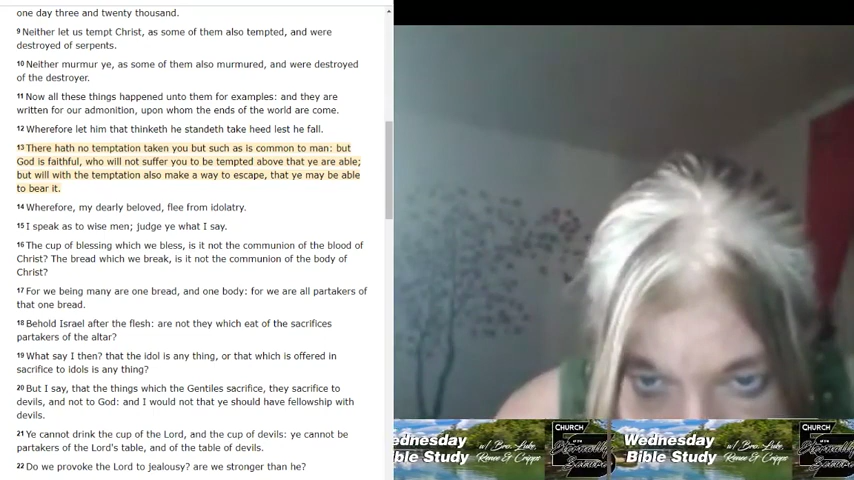 one day three and twenty thousand.
9 Neither let us tempt Christ, as some of them also tempted, and were
destroyed of serpents.
10 Neither murmur ye, as some of them also murmured, and were destroyed
of the destroyer.
11 Now all these things happened unto them for examples: and they are
written for our admonition, upon whom the ends of the world are come.
12 Wherefore let him that thinketh he standeth take heed lest he fall.
13 There hath no temptation taken you but such as is common to man: but
God is faithful, who will not suffer you to be tempted above that ye are able;
but will with the temptation also make a way to escape, that ye may be able
to bear it.
14 Wherefore, my dearly beloved, flee from idolatry.
15 I speak as to wise men; judge ye what I say.
16 The cup of blessing which we bless, is it not the communion of the blood of
Christ? The bread which we break, is it not the communion of the body of
Christ?
17 For we being many are one bread, and one body: for we are all partakers of
that one bread.
18 Behold Israel after the flesh: are not they which eat of the sacrifices
partakers of the altar?
19 What say I then? that the idol is any thing, or that which is offered in
sacrifice to idols is any thing?
20 But I say, that the things which the Gentiles sacrifice, they sacrifice to
devils, and not to God: and I would not that ye should have fellowship with
devils.
21 Ye cannot drink the cup of the Lord, and the cup of devils: ye cannot be
partakers of the Lord's table, and of the table of devils.
22 Do we provoke the Lord to jealousy? are we stronger than he?
ednesday w/ Bro. Luke, CHURCH Wednesday w/ Bro. Luke, CHURCH
ble Study Renee & Cripps of the Eternally Secure Bible Study Renee & Cripps of the Eternally Secure